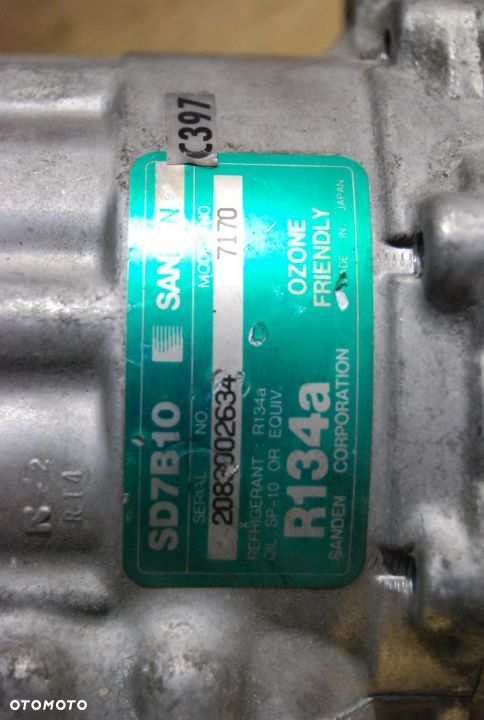 C397
SD7B10 SANDEN
SERIAL NO. MODEL NO
2083002634 7170
REFRIGERANT : R134a
OIL : SP-10 OR EQUIV.
OZONE
FRIENDLY
R134a
SANDEN CORPORATION MADE IN JAPAN
R14
OTOMOTO